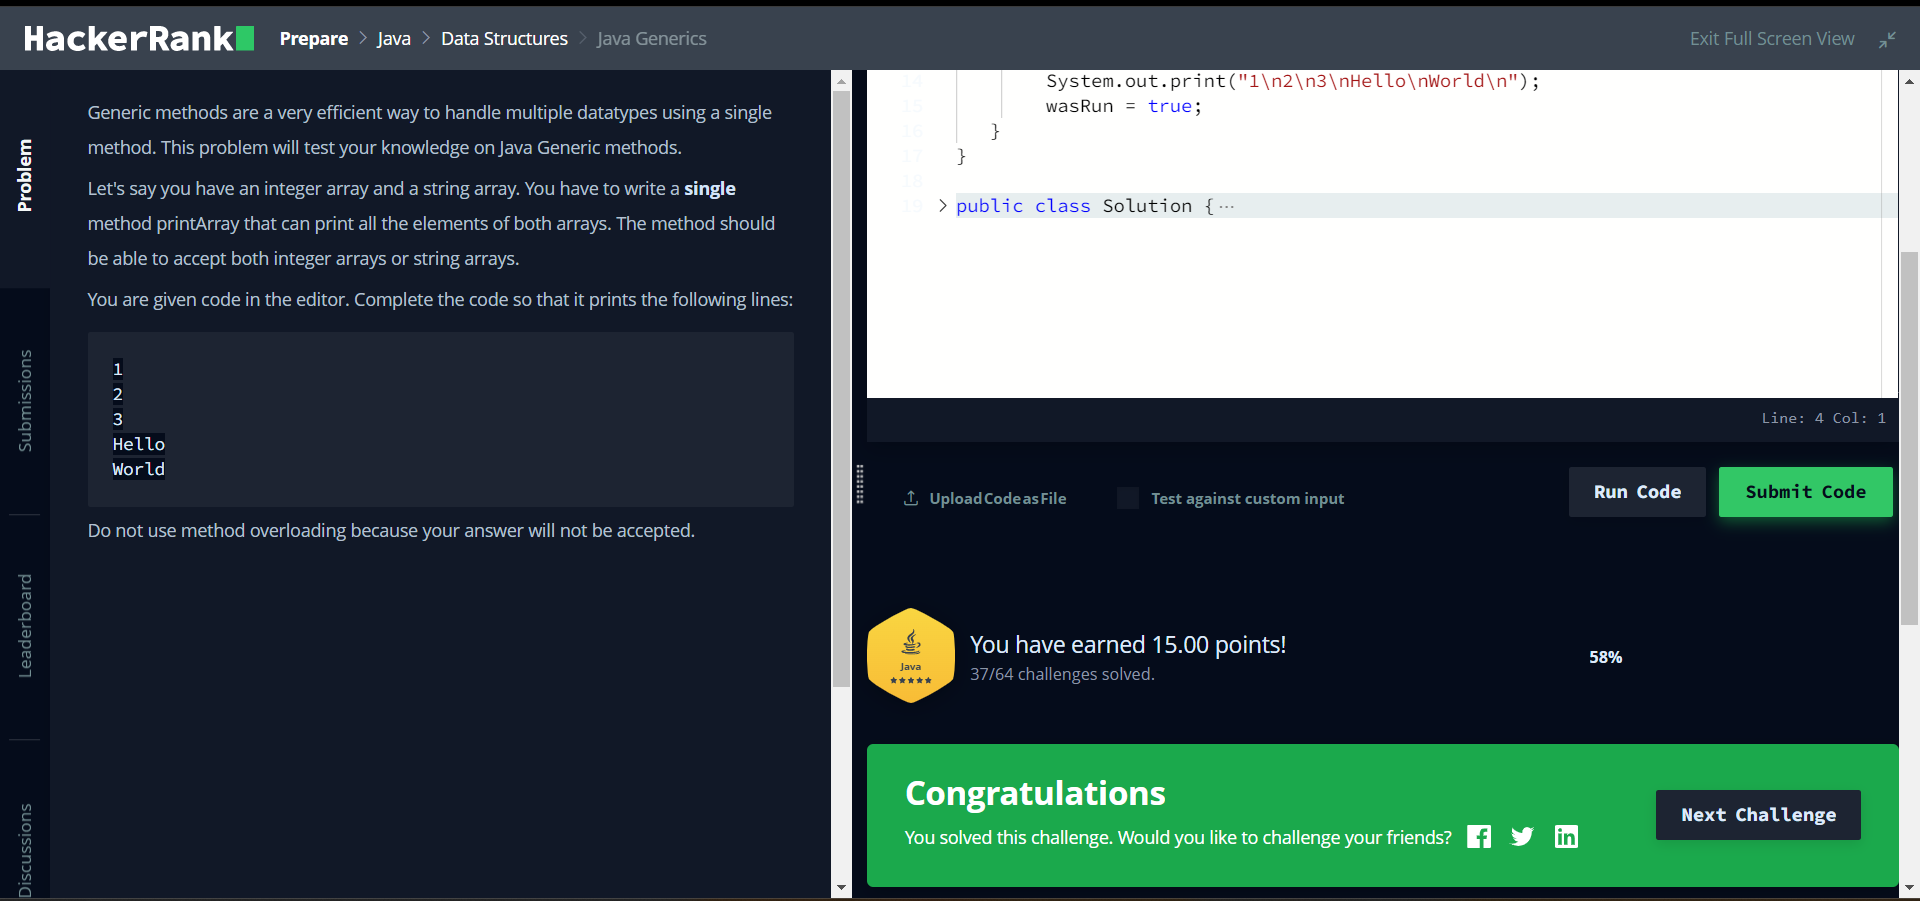 HackerRank Prepare > Java > Data Structures > Java Generics Exit Full Screen View
Problem
Submissions
Leaderboard
Discussions
Generic methods are a very efficient way to handle multiple datatypes using a single
method. This problem will test your knowledge on Java Generic methods.
Let's say you have an integer array and a string array. You have to write a single
method printArray that can print all the elements of both arrays. The method should
be able to accept both integer arrays or string arrays.
You are given code in the editor. Complete the code so that it prints the following lines:
1
2
3
Hello
World
Do not use method overloading because your answer will not be accepted.
14 System.out.print("1\n2\n3\nHello\nWorld\n");
15 wasRun = true;
16 }
17 }
18
19 > public class Solution {···
Line: 4 Col: 1
Upload Code as File Test against custom input Run Code Submit Code
Java
You have earned 15.00 points!
37/64 challenges solved.
58%
Congratulations
You solved this challenge. Would you like to challenge your friends?
Next Challenge